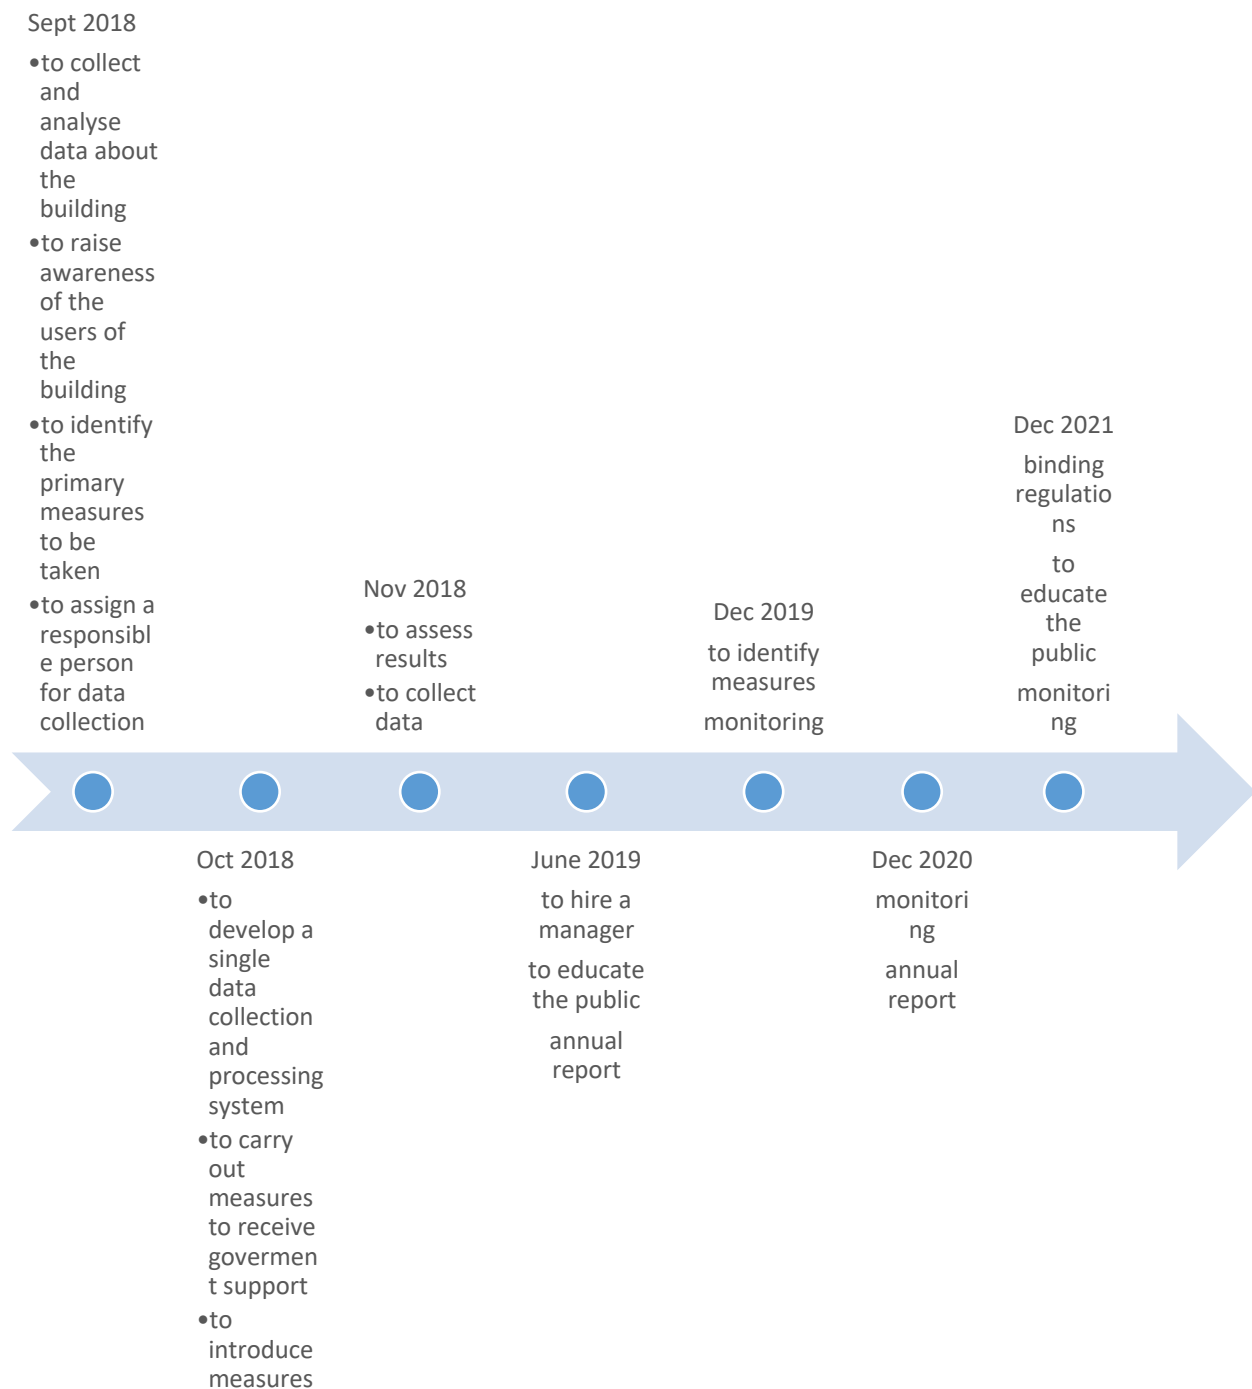 Sept 2018
•to collect
and
analyse
data about
the
building
•to raise
awareness
of the
users of
the
building
•to identify
the
primary
measures
to be
taken
•to assign a
responsibl
e person
for data
collection
Oct 2018
•to
develop a
single
data
collection
and
processing
system
•to carry
out
measures
to receive
govermen
t support
•to
introduce
measures
Nov 2018
•to assess
results
•to collect
data
June 2019
to hire a
manager
to educate
the public
annual
report
Dec 2019
to identify
measures
monitoring
Dec 2020
monitori
ng
annual
report
Dec 2021
binding
regulatio
ns
to
educate
the
public
monitori
ng